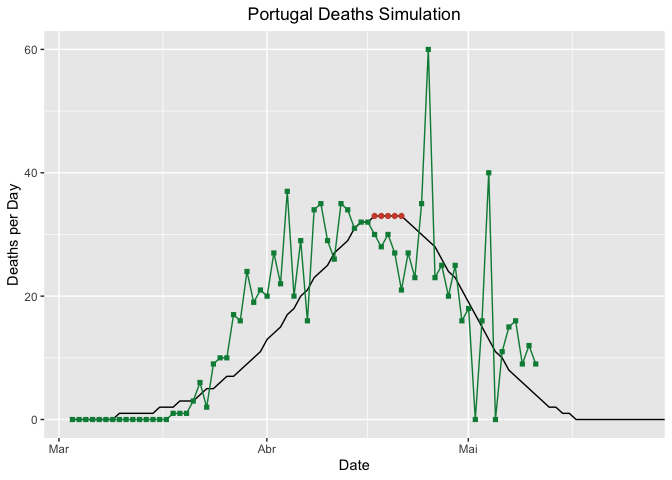 Portugal Deaths Simulation
60
40
20
0
Deaths per Day
Mar
Abr
Mai
Date